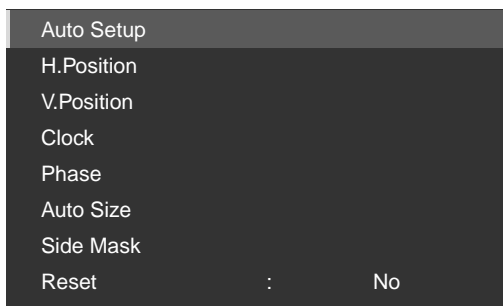 Auto Setup
H.Position
V.Position
Clock
Phase
Auto Size
Side Mask
Reset : No